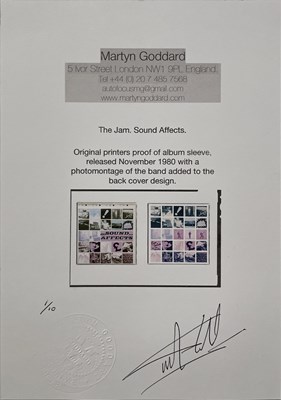 Martyn Goddard
5 Ivor Street London NW1 9PL England
Tel +44 (0) 20 7 485 7568
autofocusmg@gmail.com
www.martyngoddard.com
The Jam. Sound Affects.
Original printers proof of album sleeve,
released November 1980 with a
photomontage of the band added to the
back cover design.
SOUND
AFFECTS
1/10